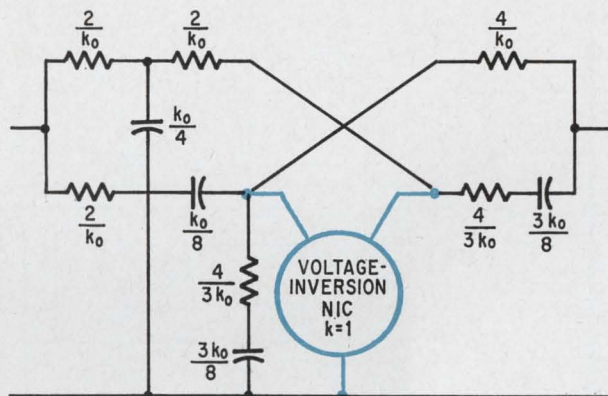 2/k₀ 2/k₀ 4/k₀
k₀/4
2/k₀ k₀/8 4/3k₀ 3k₀/8
4/3k₀
3k₀/8
VOLTAGE-
INVERSION
NIC
k=1